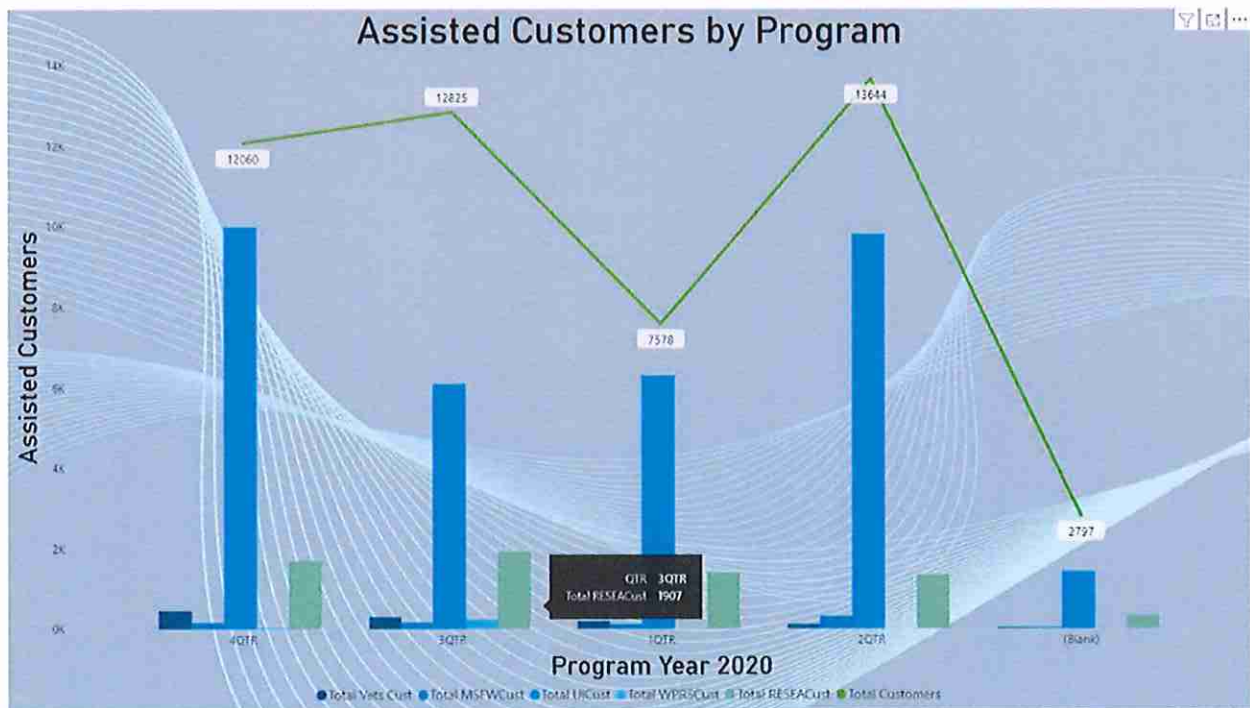 Assisted Customers by Program
14K
12K
10K
8K
6K
4K
2K
0K
Assisted Customers
12060
12825
7578
13644
2797
QTR 3QTR
Total RESEACust 1907
4QTR
3QTR
1QTR
2QTR
(Blank)
Program Year 2020
Total Vets Cust Total MSFWCust Total UICust Total WPRSCust Total RESEACust Total Customers